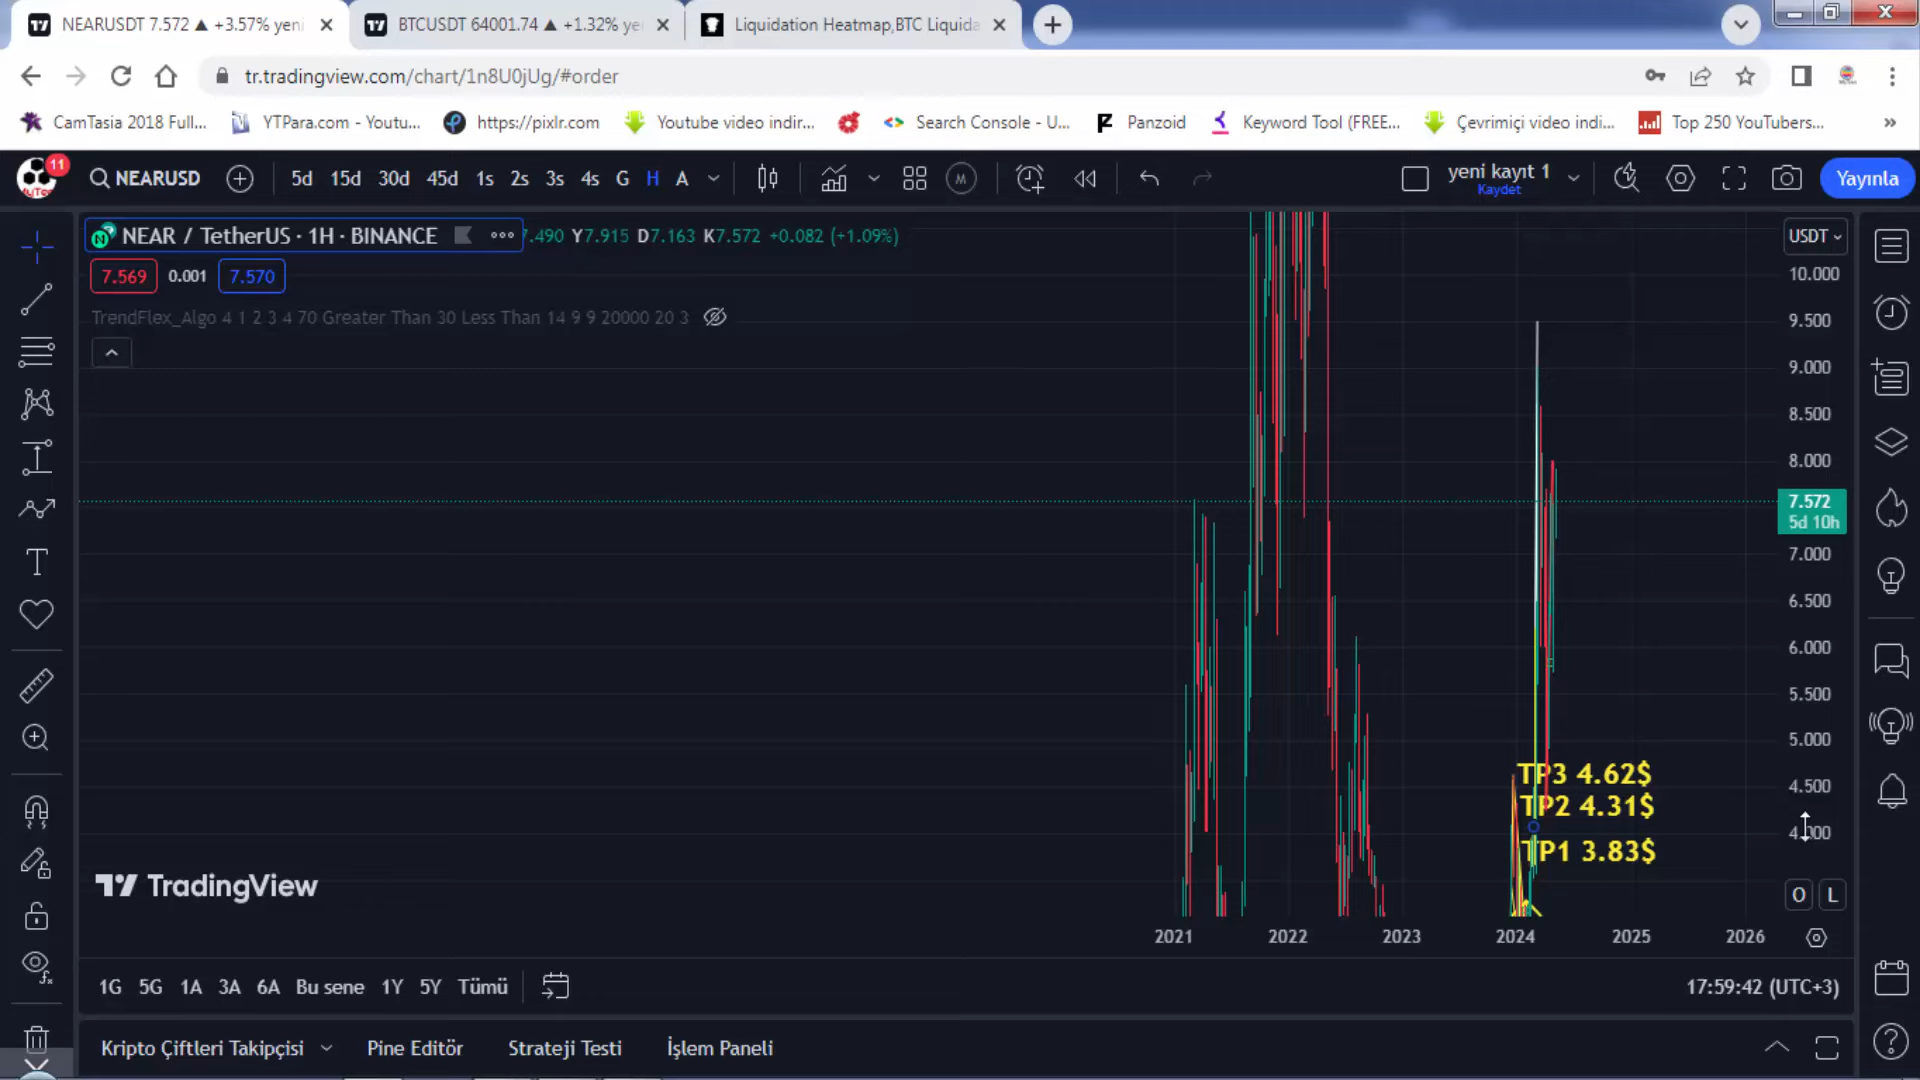 NEARUSDT 7.572 ▲ +3.57% yeni
BTCUSDT 64001.74 ▲ +1.32% ye
Liquidation Heatmap,BTC Liquida
tr.tradingview.com/chart/1n8U0jUg/#order
CamTasia 2018 Full...
YTPara.com - Youtu...
https://pixlr.com
Youtube video indir...
Search Console - U...
Panzoid
Keyword Tool (FREE...
Çevrimiçi video indi...
Top 250 YouTubers...
»
11
NEARUSD
5d 15d 30d 45d 1s 2s 3s 4s G H A
M
yeni kayıt 1
Kaydet
Yayınla
NEAR / TetherUS · 1H · BINANCE
7.490 Y7.915 D7.163 K7.572 +0.082 (+1.09%)
USDT
7.569 0.001 7.570
TrendFlex_Algo 4 1 2 3 4 70 Greater Than 30 Less Than 14 9 9 20000 20 3
10.000
9.500
9.000
8.500
8.000
7.572
5d 10h
7.000
6.500
6.000
5.500
5.000
4.500
4.000
TP3 4.62$
TP2 4.31$
TP1 3.83$
TradingView
O L
2021 2022 2023 2024 2025 2026
1G 5G 1A 3A 6A Bu sene 1Y 5Y Tümü
17:59:42 (UTC+3)
Kripto Çiftleri Takipçisi
Pine Editör
Strateji Testi
İşlem Paneli